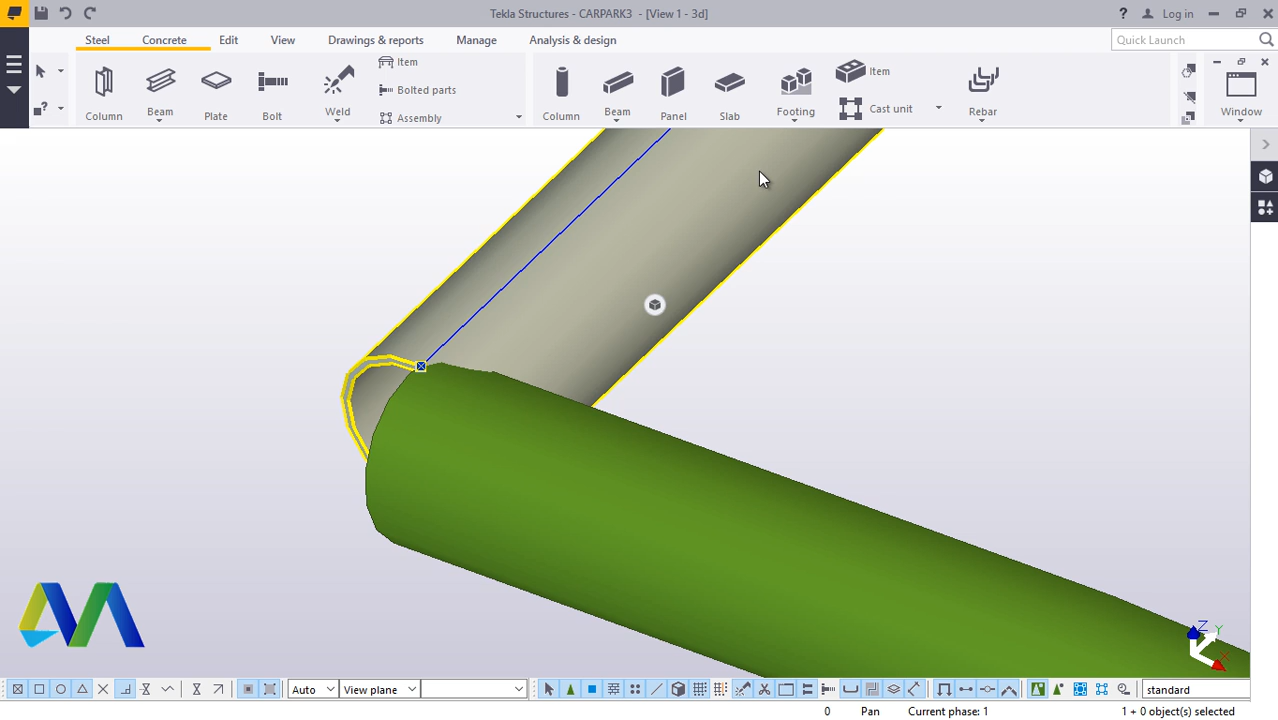 Tekla Structures - CARPARK3 - [View 1 - 3d]
? Log in
Steel Concrete Edit View Drawings & reports Manage Analysis & design
Quick Launch
Item
Item
Bolted parts
Cast unit
Column Beam Plate Bolt Weld
Assembly
Column Beam Panel Slab Footing
Rebar
Window
Z
Y
X
Auto
View plane
standard
0 Pan Current phase: 1 1 + 0 object(s) selected